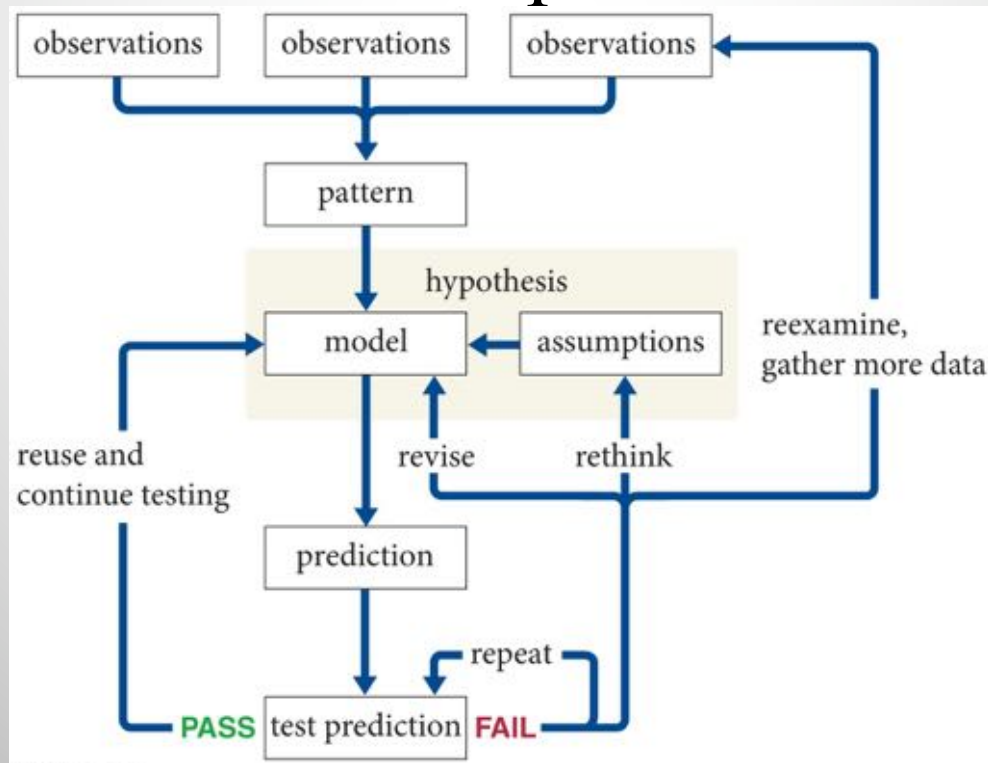 observations
observations
observations
pattern
hypothesis
model
assumptions
reexamine,
gather more data
reuse and
continue testing
revise
rethink
prediction
repeat
PASS
test prediction
FAIL